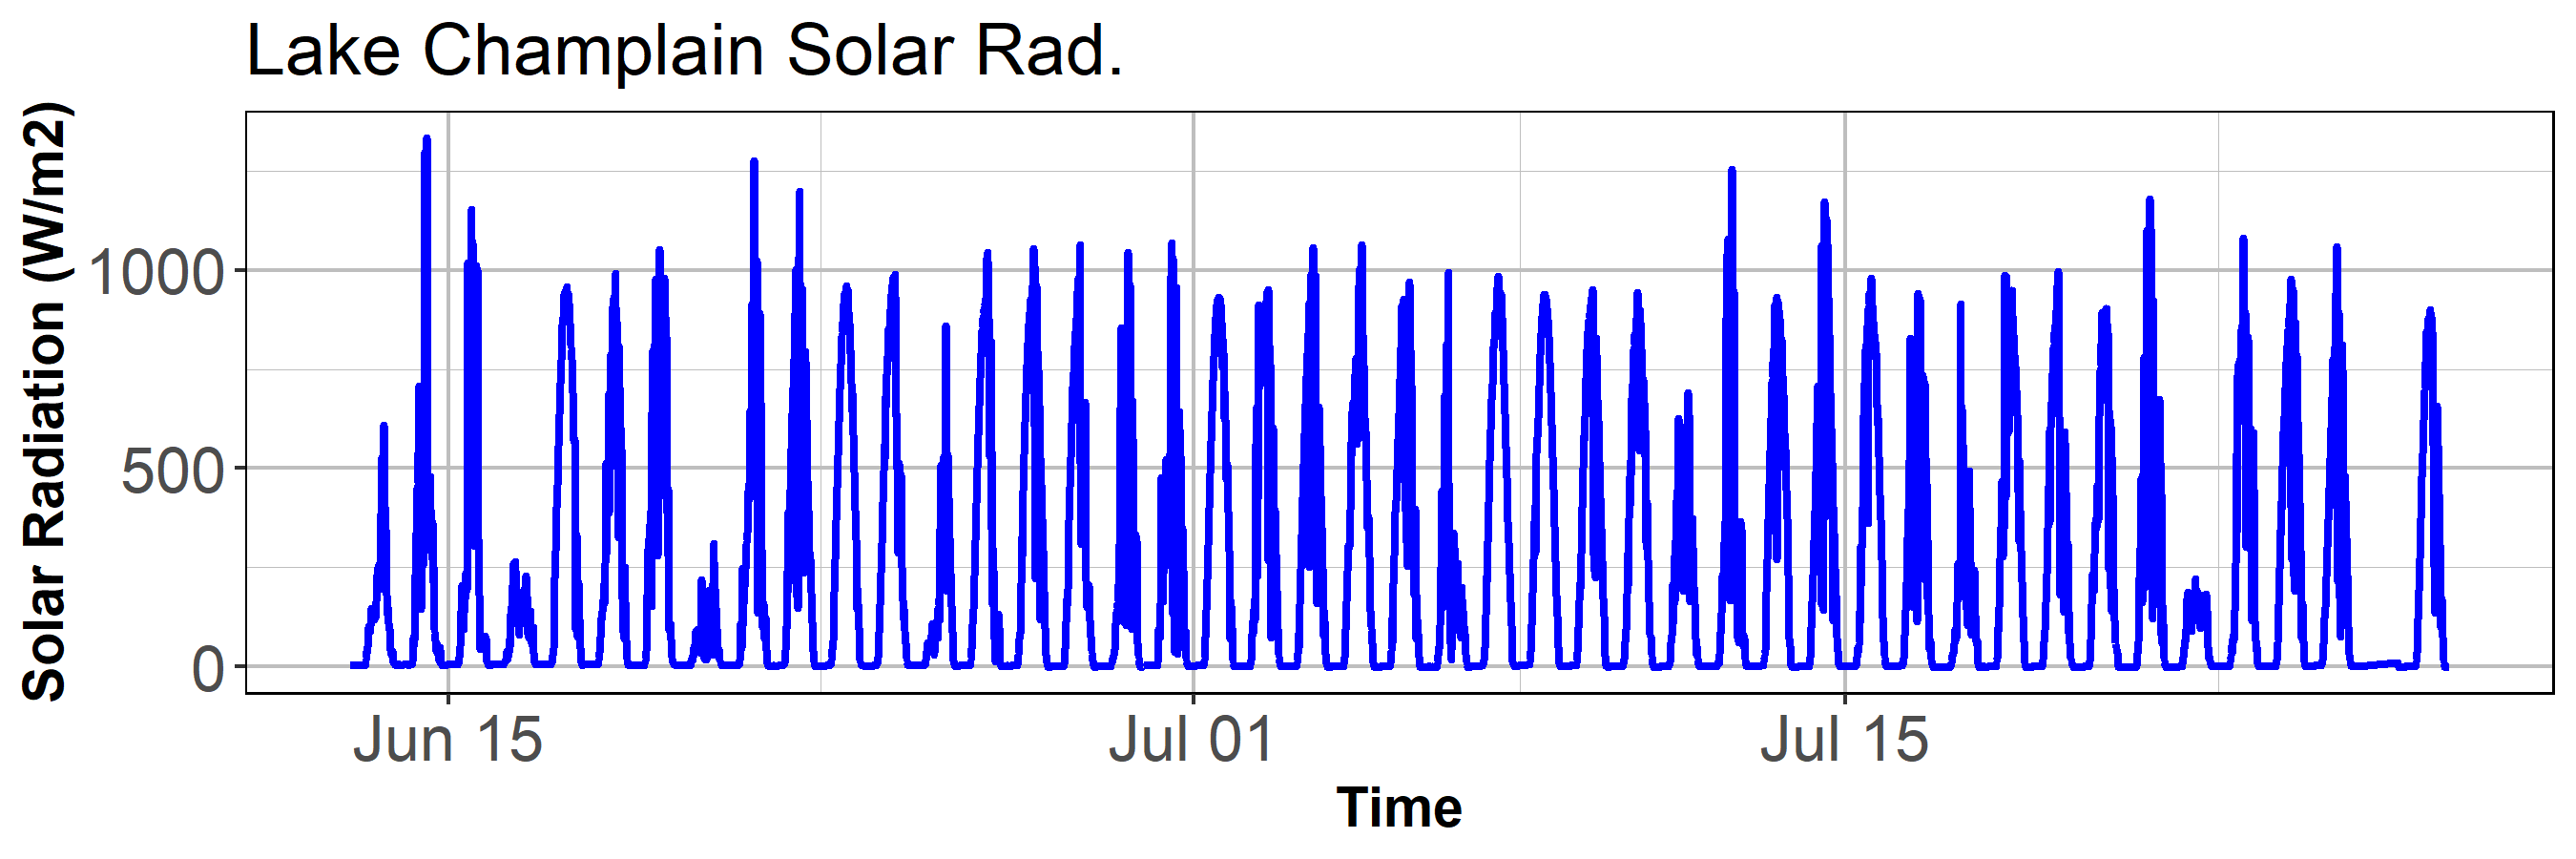 Lake Champlain Solar Rad.
Solar Radiation (W/m2)
1000
500
0
Jun 15
Jul 01
Jul 15
Time